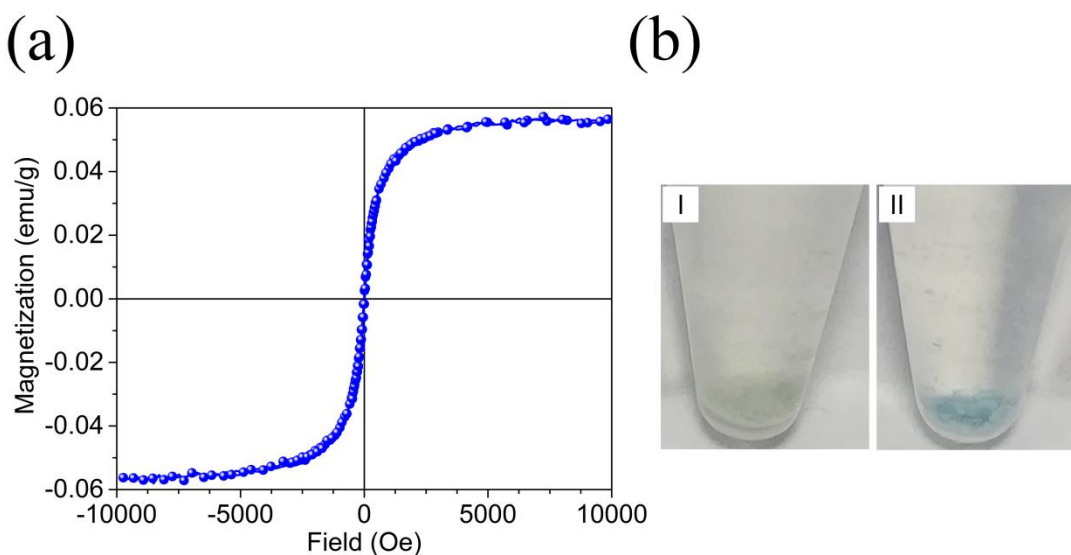 (a)
(b)
0.06
0.04
0.02
0.00
-0.02
-0.04
-0.06
Magnetization (emu/g)
-10000 -5000 0 5000 10000
Field (Oe)
I
II